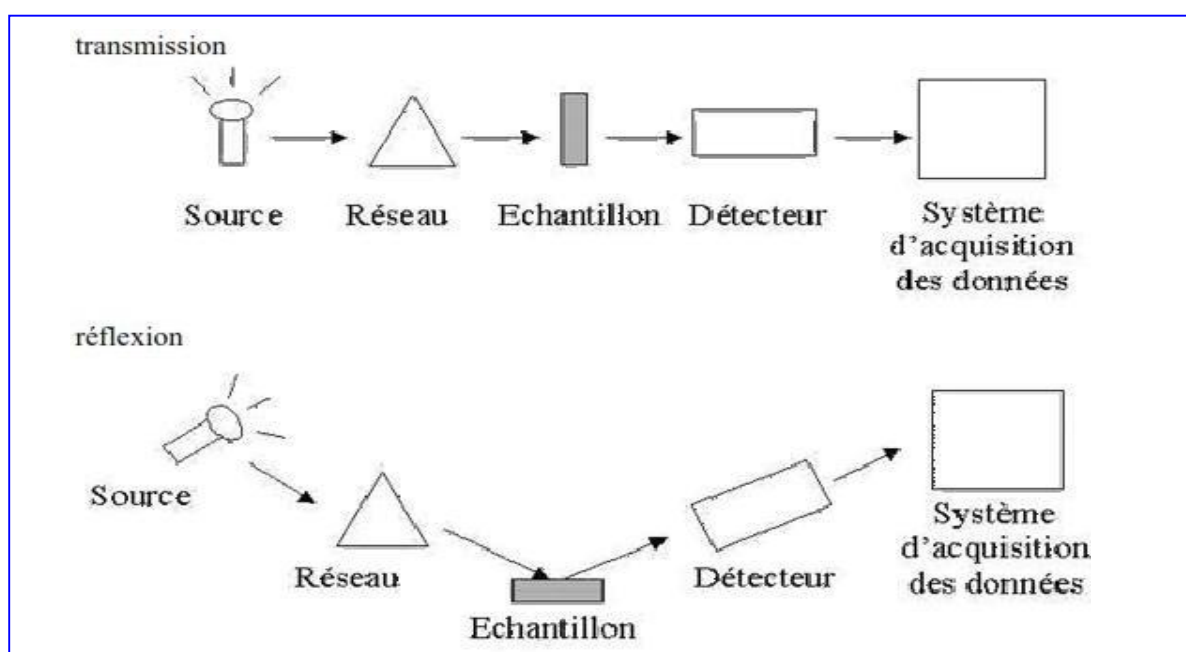 transmission
Source
Réseau
Echantillon
Détecteur
Système
d'acquisition
des données
réflexion
Source
Réseau
Echantillon
Détecteur
Système
d'acquisition
des données